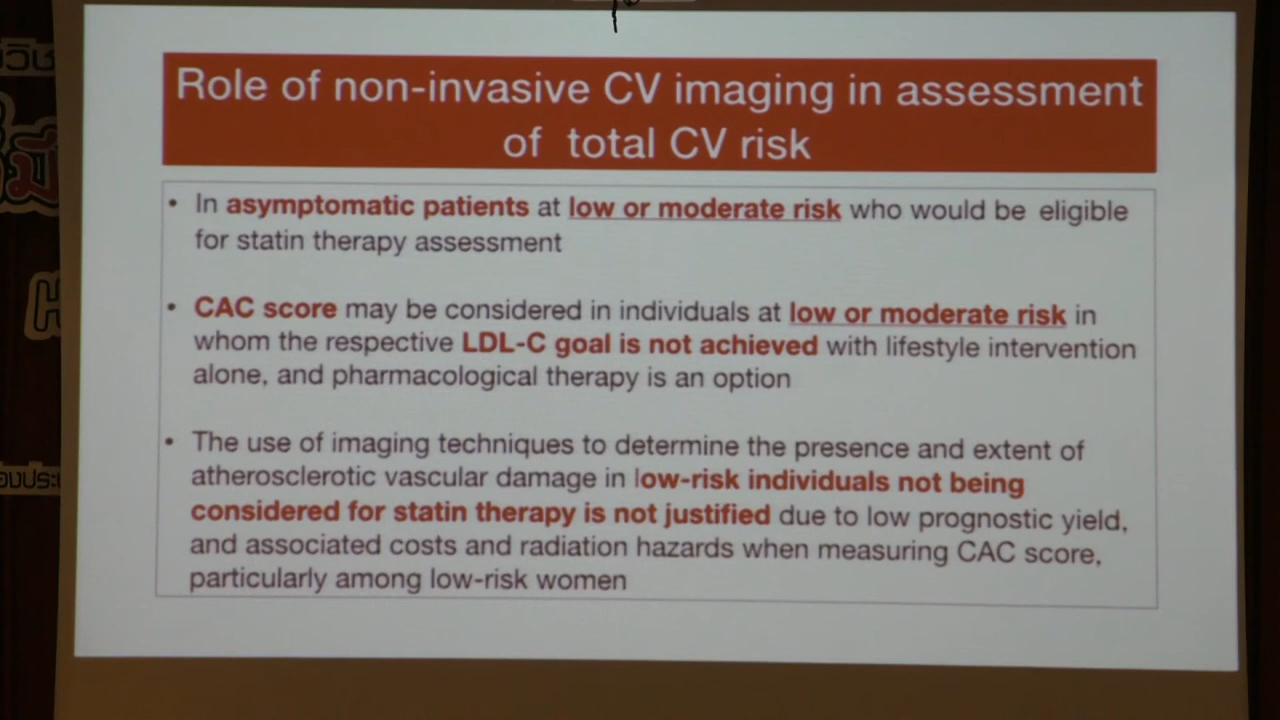 Role of non-invasive CV imaging in assessment
of total CV risk
• In asymptomatic patients at low or moderate risk who would be eligible
for statin therapy assessment
• CAC score may be considered in individuals at low or moderate risk in
whom the respective LDL-C goal is not achieved with lifestyle intervention
alone, and pharmacological therapy is an option
• The use of imaging techniques to determine the presence and extent of
atherosclerotic vascular damage in low-risk individuals not being
considered for statin therapy is not justified due to low prognostic yield,
and associated costs and radiation hazards when measuring CAC score,
particularly among low-risk women